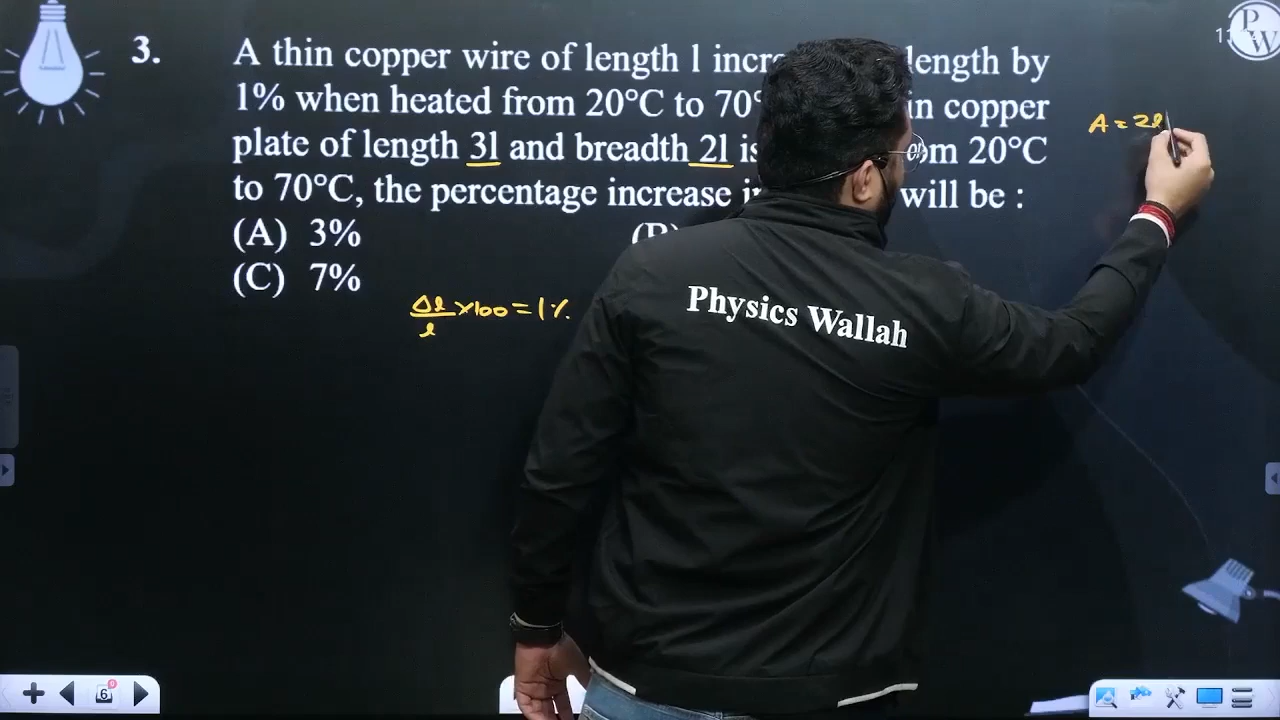 3. A thin copper wire of length l incre length by
1% when heated from 20°C to 70° in copper
plate of length 3l and breadth 2l is om 20°C
to 70°C, the percentage increase i will be :
(A) 3%
(C) 7%
Δl/l ×100 = 1%.
A = 2l
Physics Wallah
PW
6